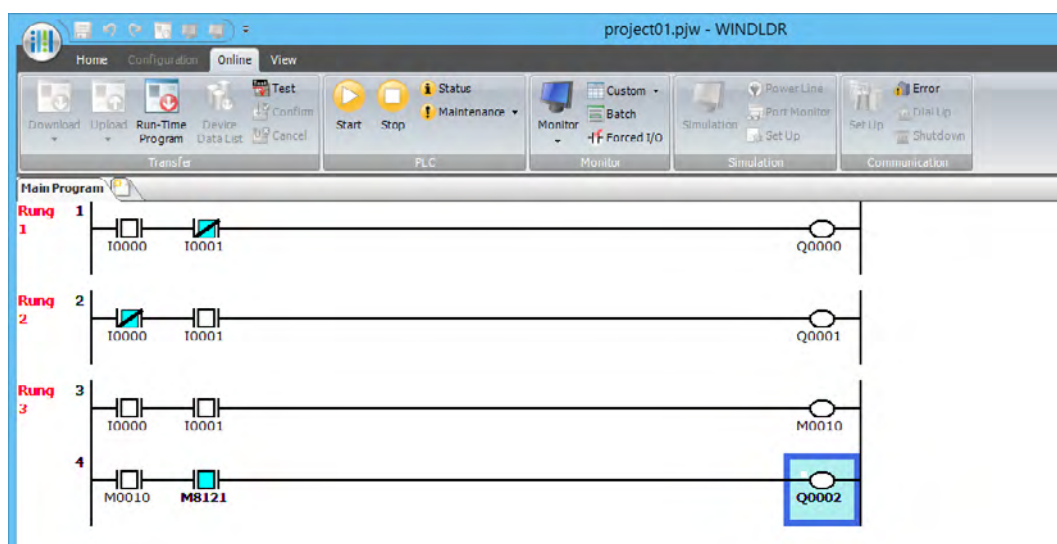 project01.pjw - WINDLDR
Home Configuration Online View
Download Upload Run-Time Program Device Data List Test Confirm Cancel
Transfer
Start Stop Status Maintenance
PLC
Monitor Custom Batch Forced I/O
Monitor
Simulation Power Line Port Monitor Set Up
Simulation
Set Up Error Dial Up Shutdown
Communication
Main Program
Rung 1
1
I0000 I0001 Q0000
Rung 2
2
I0000 I0001 Q0001
Rung 3
3
I0000 I0001 M0010
4
M0010 M8121 Q0002